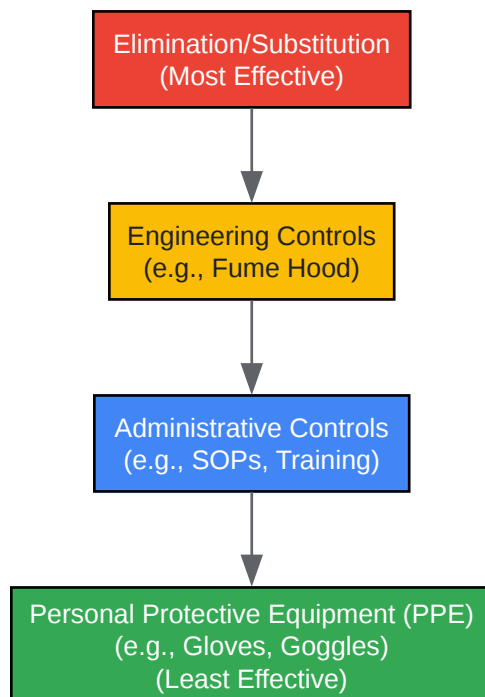 Elimination/Substitution
(Most Effective)
Engineering Controls
(e.g., Fume Hood)
Administrative Controls
(e.g., SOPs, Training)
Personal Protective Equipment (PPE)
(e.g., Gloves, Goggles)
(Least Effective)